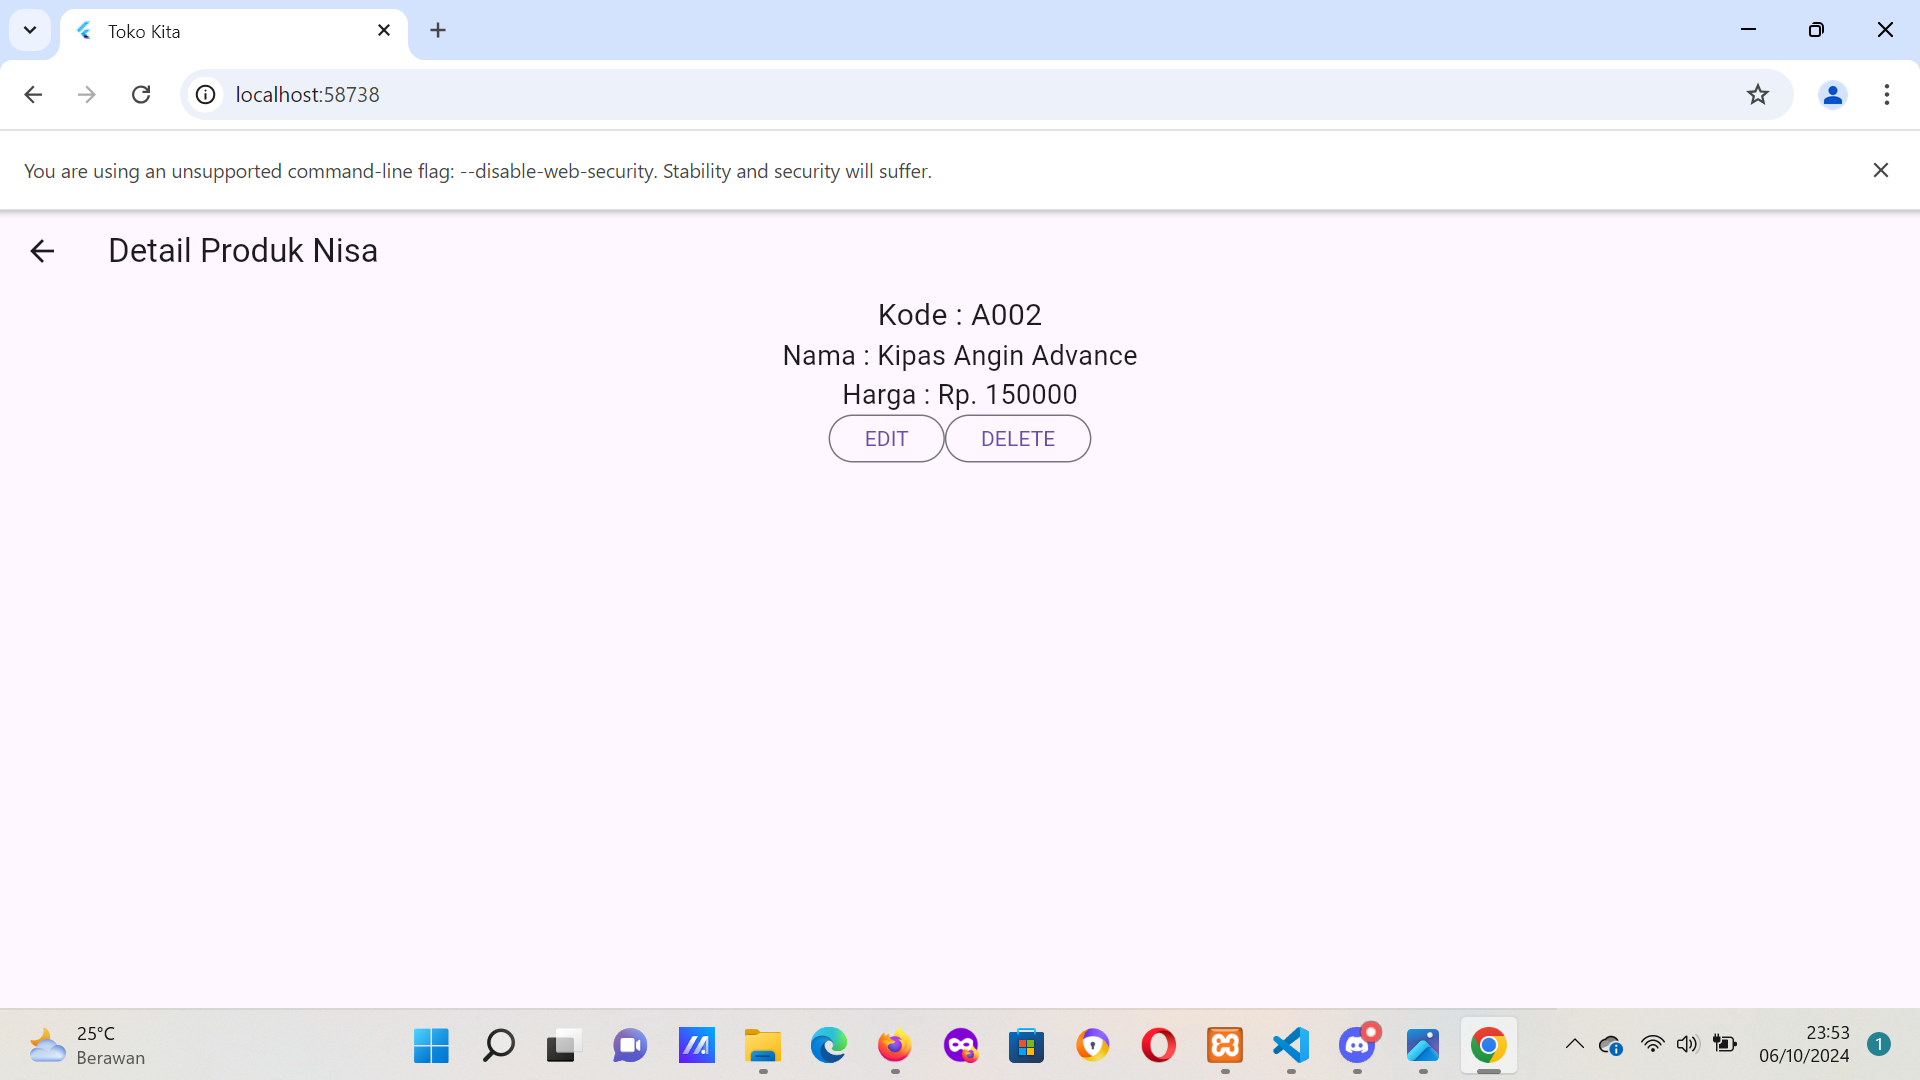 Toko Kita
localhost:58738
You are using an unsupported command-line flag: --disable-web-security. Stability and security will suffer.
Detail Produk Nisa
Kode : A002
Nama : Kipas Angin Advance
Harga : Rp. 150000
EDIT DELETE
25°C
Berawan
23:53
06/10/2024
1